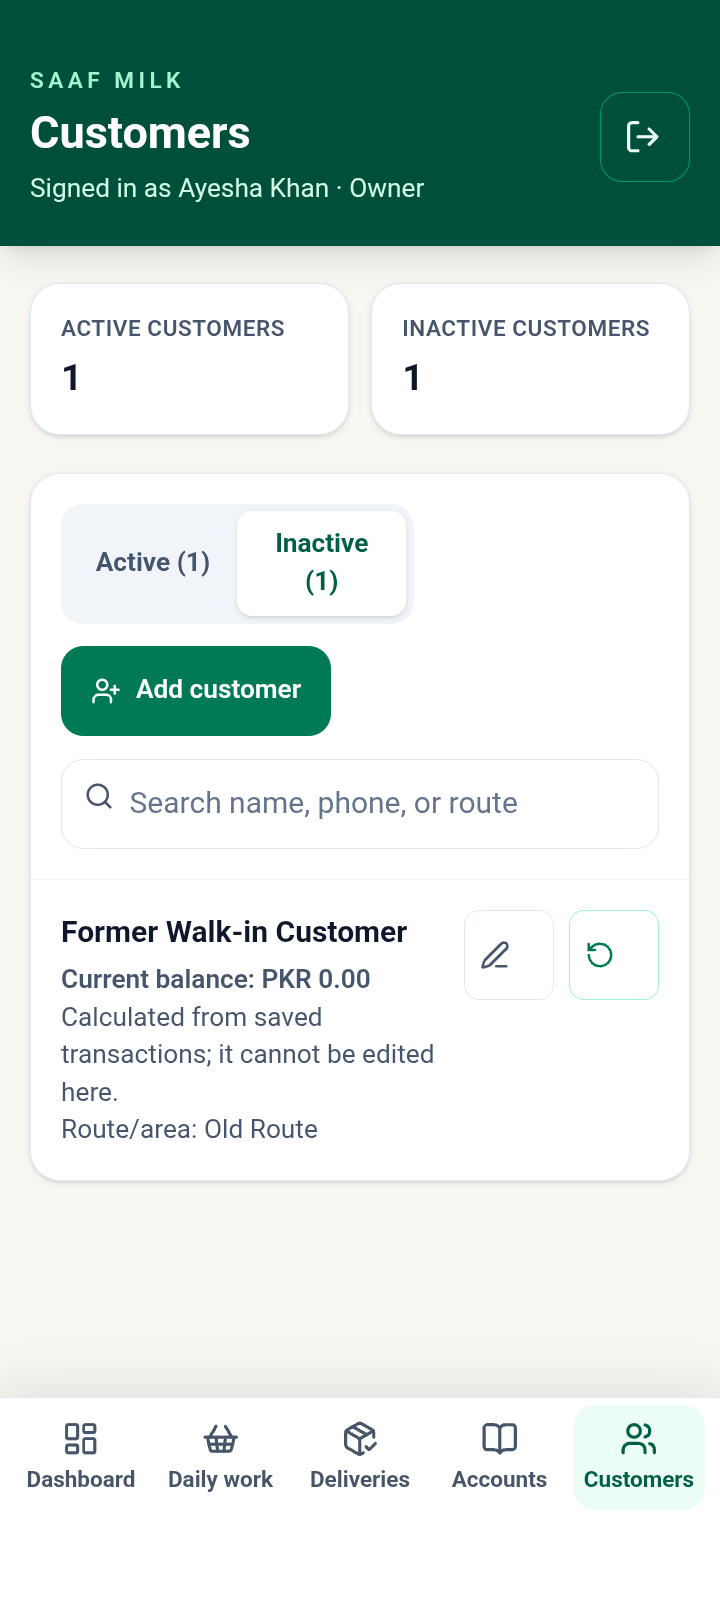 SAAF MILK
Customers
Signed in as Ayesha Khan · Owner
ACTIVE CUSTOMERS
1
INACTIVE CUSTOMERS
1
Active (1)
Inactive
(1)
Add customer
Search name, phone, or route
Former Walk-in Customer
Current balance: PKR 0.00
Calculated from saved
transactions; it cannot be edited
here.
Route/area: Old Route
Dashboard
Daily work
Deliveries
Accounts
Customers